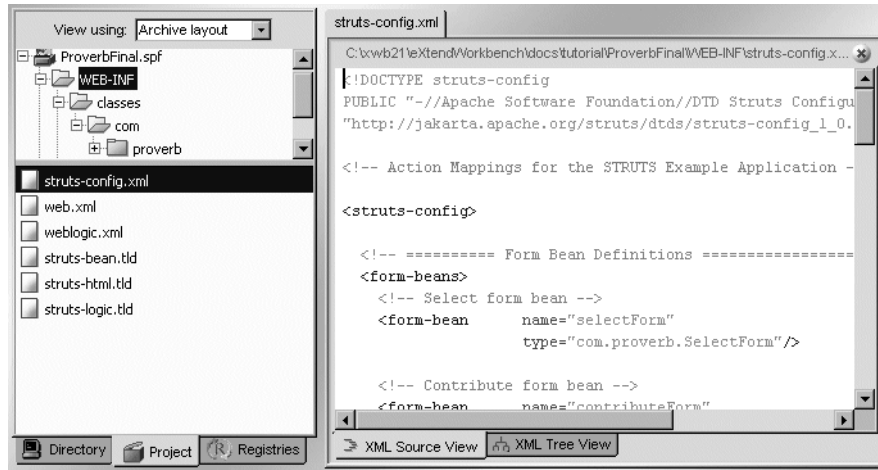 View using: Archive layout
ProverbFinal.spf
WEB-INF
classes
com
proverb
struts-config.xml
web.xml
weblogic.xml
struts-bean.tld
struts-html.tld
struts-logic.tld
Directory Project Registries
struts-config.xml
C:\xwb21\eXtendWorkbench\docs\tutorial\ProverbFinal\WEB-INF\struts-config.x...
<!DOCTYPE struts-config
PUBLIC "-//Apache Software Foundation//DTD Struts Configu
"http://jakarta.apache.org/struts/dtds/struts-config_1_0.
<!-- Action Mappings for the STRUTS Example Application -
<struts-config>
<!-- ========== Form Bean Definitions ==================
<form-beans>
<!-- Select form bean -->
<form-bean name="selectForm"
type="com.proverb.SelectForm"/>
<!-- Contribute form bean -->
<form-bean name="contributeForm"
XML Source View XML Tree View